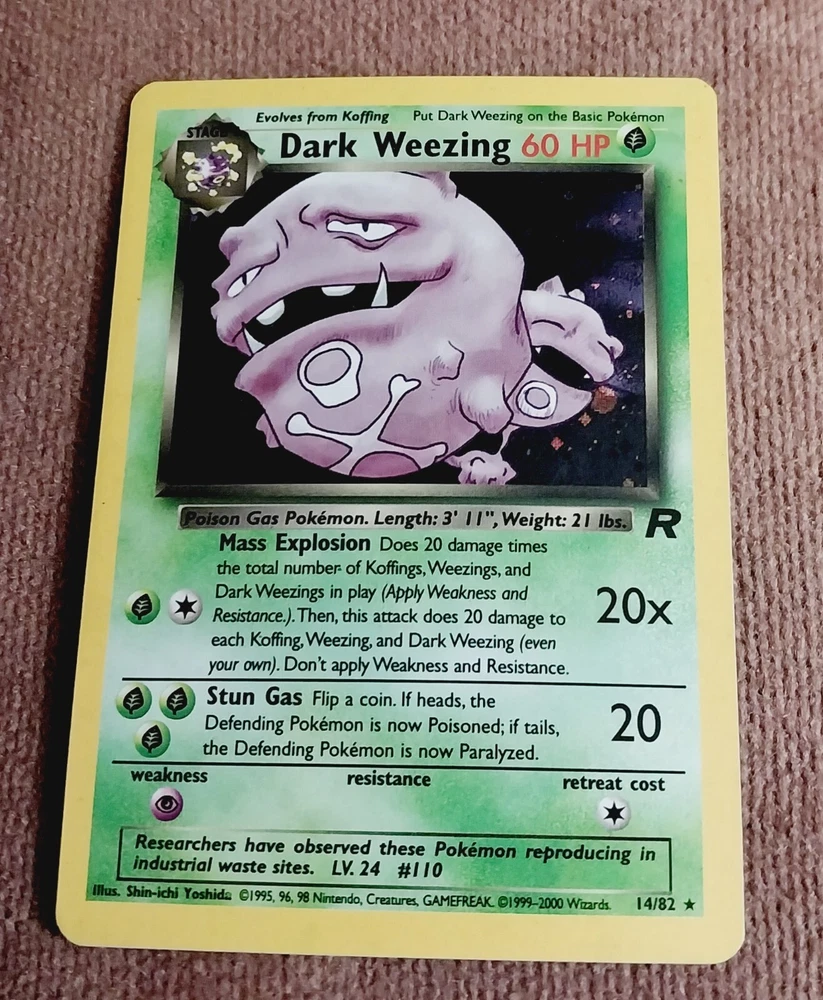 Evolves from Koffing Put Dark Weezing on the Basic Pokémon
STAGE
Dark Weezing 60 HP
Poison Gas Pokémon. Length: 3' 11", Weight: 21 lbs.
R
Mass Explosion Does 20 damage times
the total number of Koffings, Weezings, and
Dark Weezings in play (Apply Weakness and
Resistance.). Then, this attack does 20 damage to
each Koffing, Weezing, and Dark Weezing (even
your own). Don't apply Weakness and Resistance.
20x
Stun Gas Flip a coin. If heads, the
Defending Pokémon is now Poisoned; if tails,
the Defending Pokémon is now Paralyzed.
20
weakness resistance retreat cost
Researchers have observed these Pokémon reproducing in
industrial waste sites. LV. 24 #110
Illus. Shin-ichi Yoshida ©1995, 96, 98 Nintendo, Creatures, GAMEFREAK. ©1999-2000 Wizards. 14/82 ★